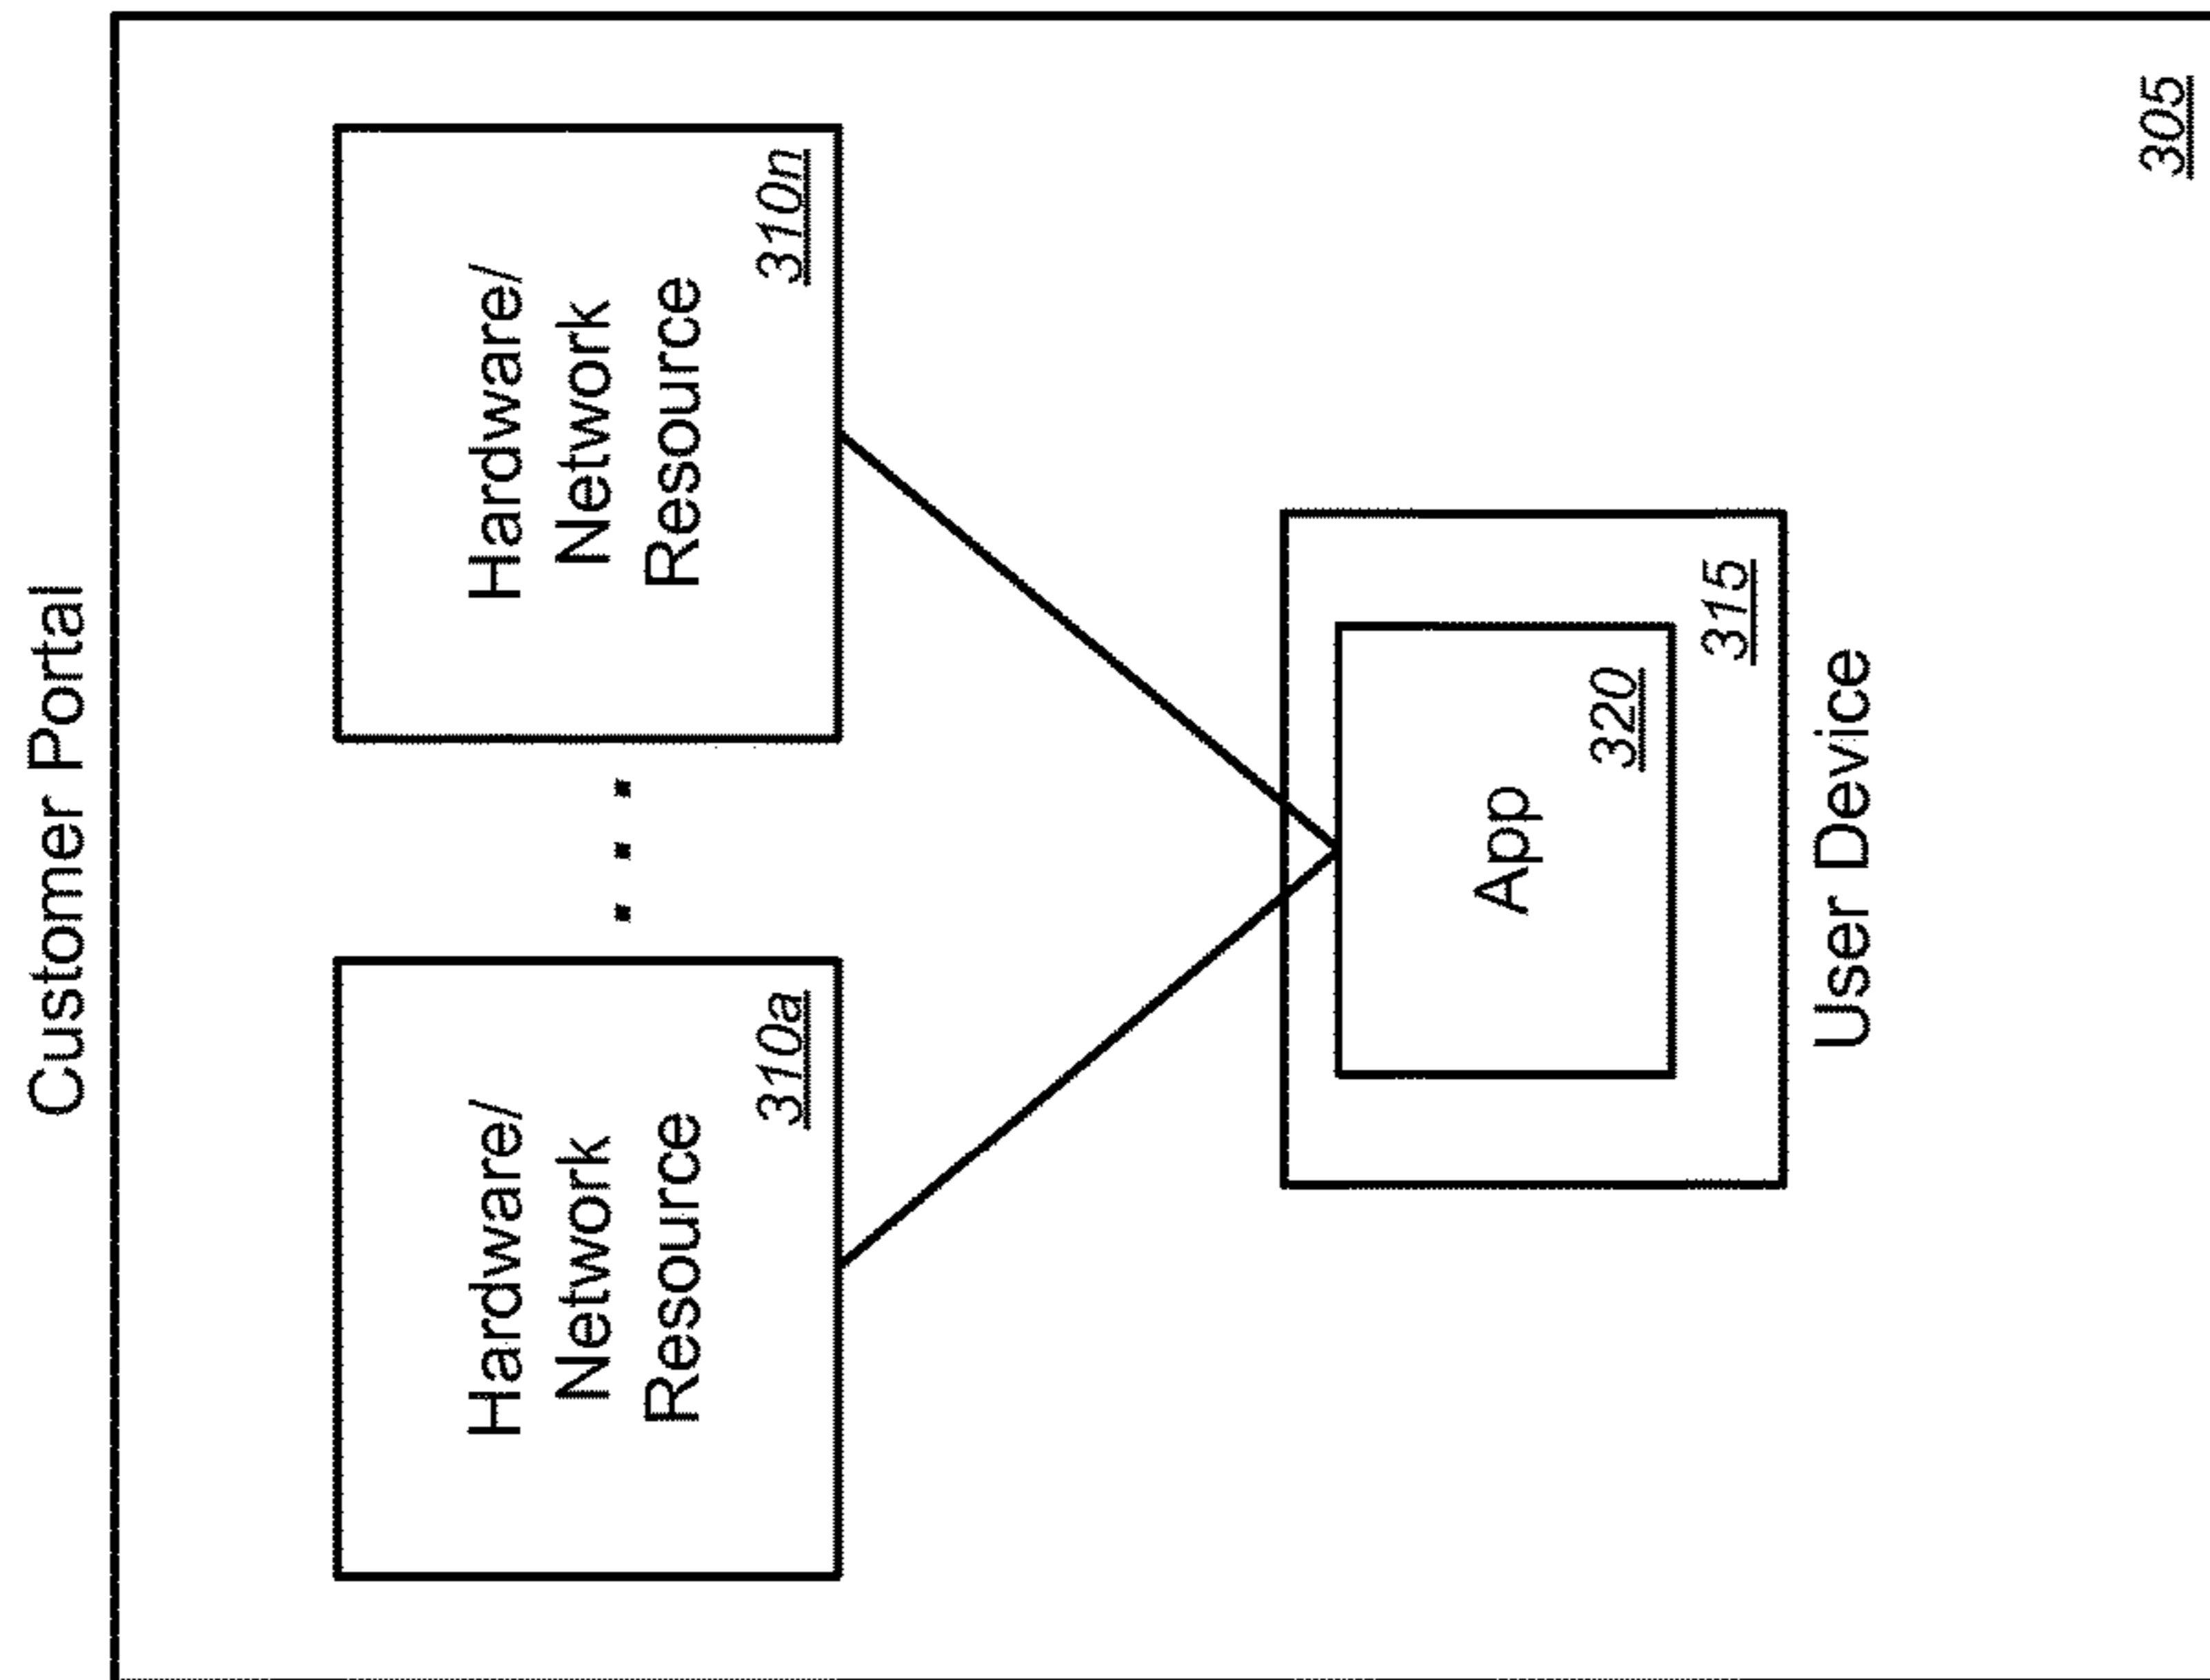 Customer Portal
Hardware/
Network
Resource
310a
Hardware/
Network
Resource
310n
App
320
315
User Device
305